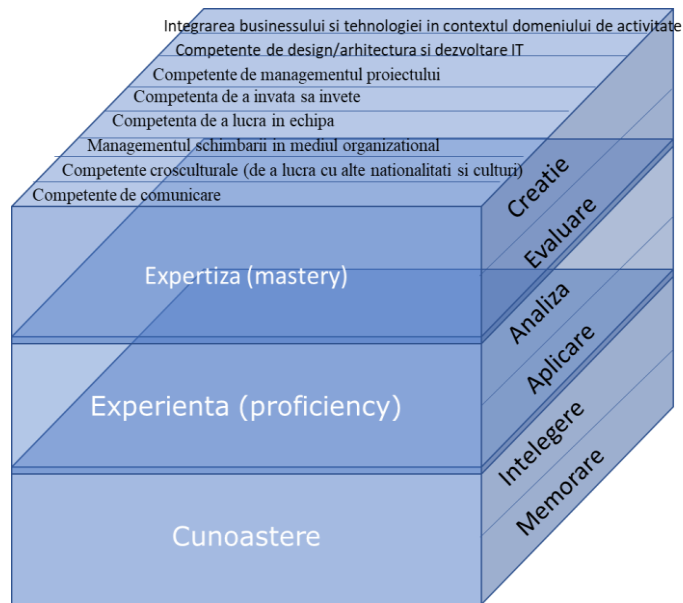 Integrarea businessului si tehnologiei in contextul domeniului de activitate
Competente de design/arhitectura si dezvoltare IT
Competente de managementul proiectului
Competenta de a invata sa invete
Competenta de a lucra in echipa
Managementul schimbarii in mediul organizational
Competente crosculturale (de a lucra cu alte nationalitati si culturi)
Competente de comunicare
Creatie
Evaluare
Expertiza (mastery)
Analiza
Aplicare
Experienta (proficiency)
Intelegere
Memorare
Cunoastere